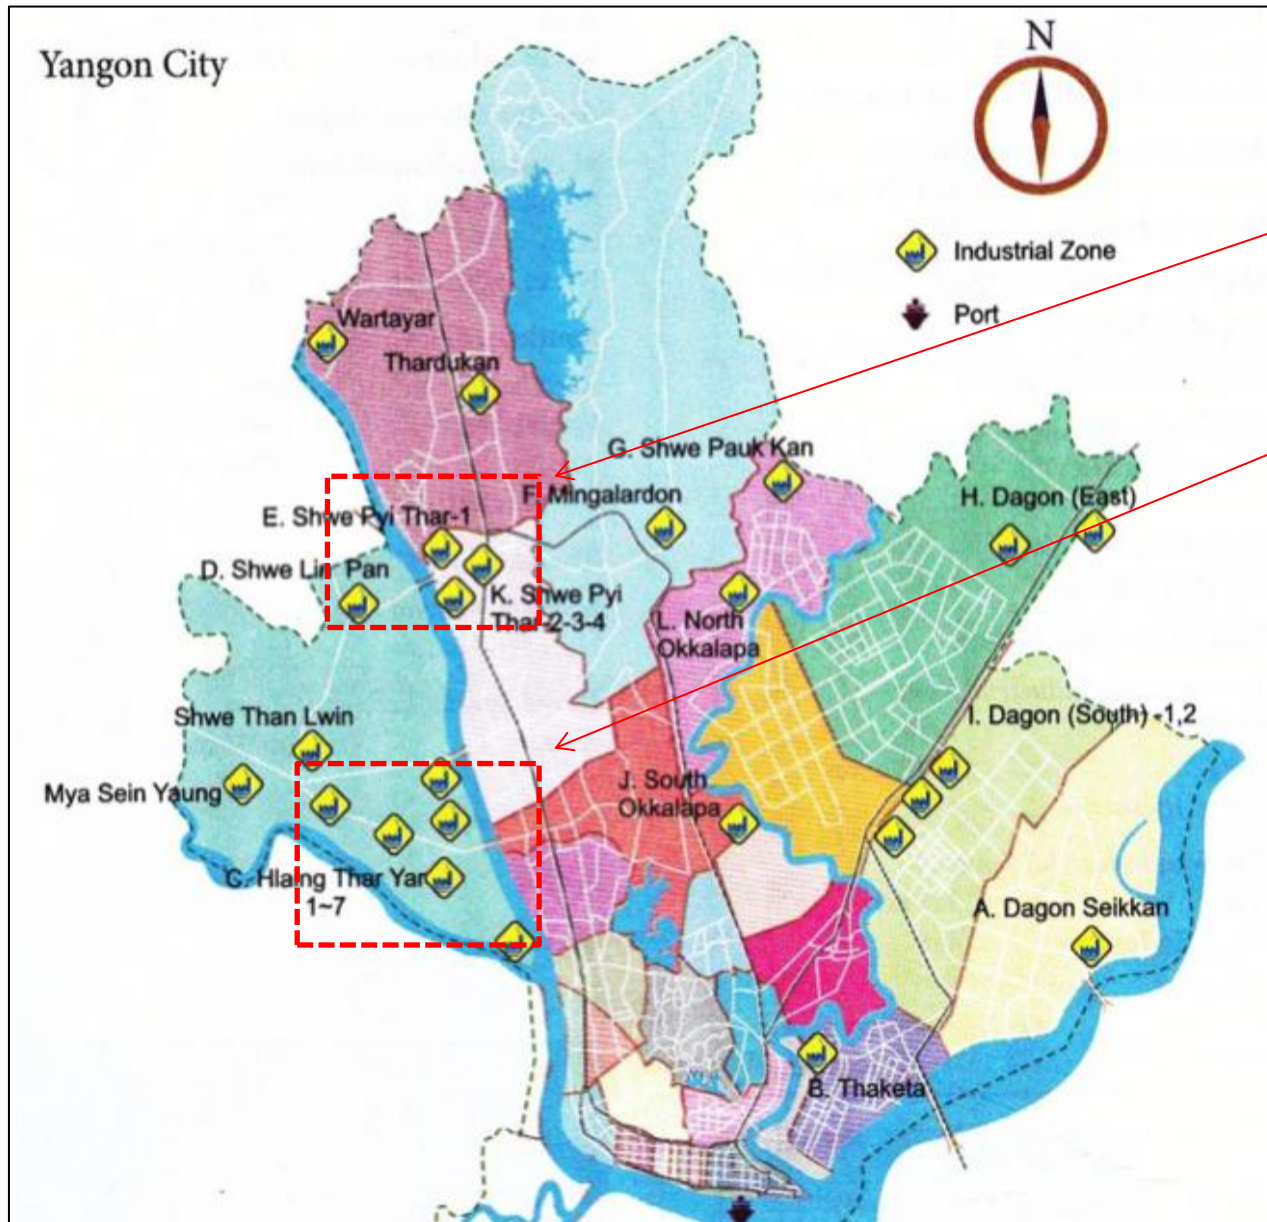 Yangon City
N
Industrial Zone
Port
Wartayar
Thardukan
G. Shwe Pauk Kan
F. Mingalardon
H. Dagon (East)
E. Shwe Pyi Thar-1
D. Shwe Lin Pan
K. Shwe Pyi
Thar-2-3-4
L. North
Okkalapa
Shwe Than Lwin
I. Dagon (South) -1,2
Mya Sein Yaung
J. South
Okkalapa
C. Hlaing Thar Yar
1~7
A. Dagon Seikkan
B. Thaketa